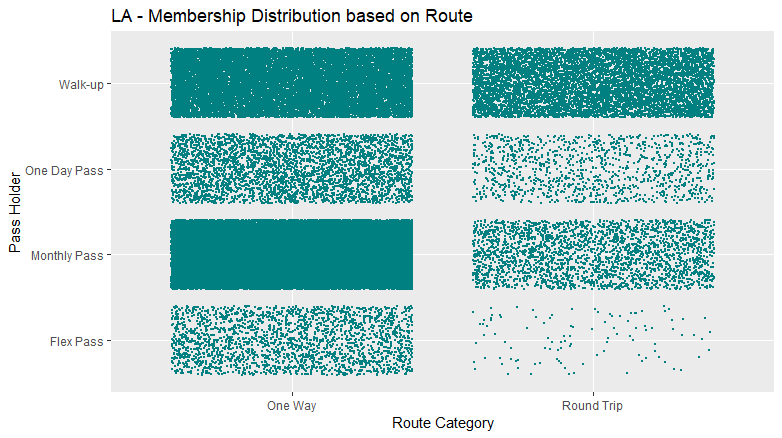 LA - Membership Distribution based on Route
Pass Holder
Walk-up
One Day Pass
Monthly Pass
Flex Pass
One Way
Round Trip
Route Category